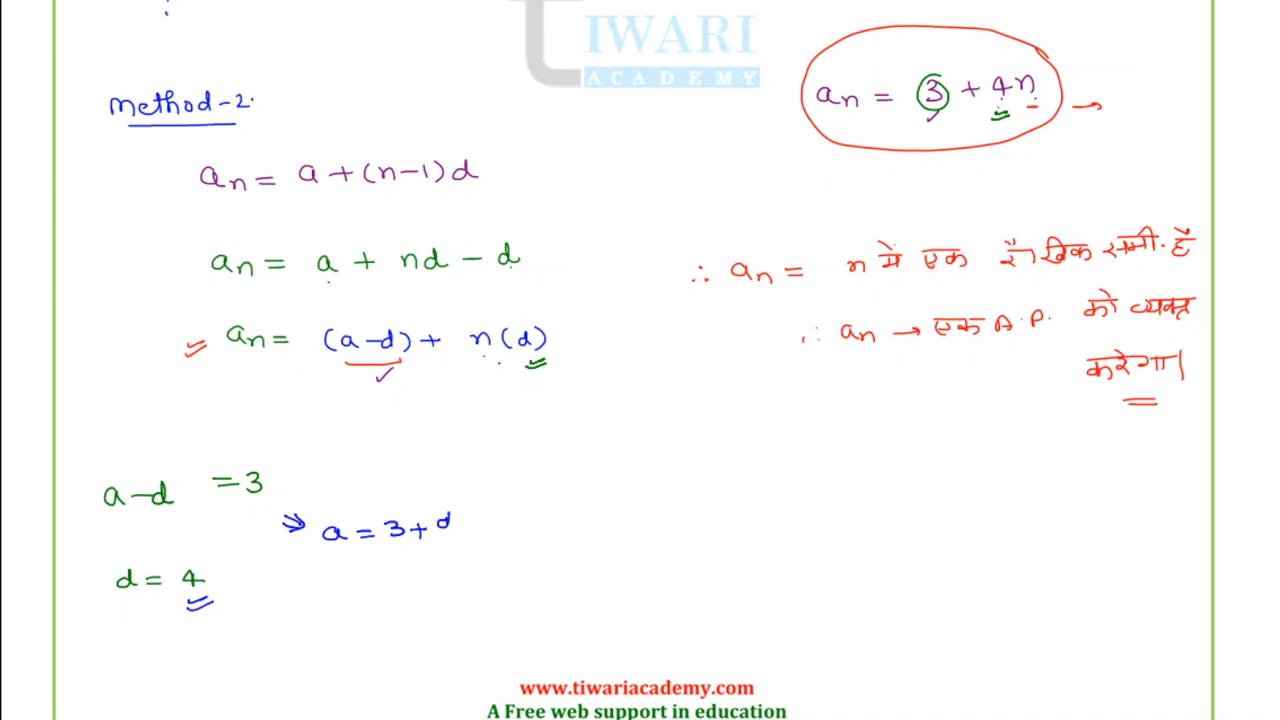 TIWARI
ACADEMY
Method-2.
aₙ = 3 + 4n →
aₙ = a + (n-1)d
aₙ = a + nd - d
aₙ = (a-d) + n(d)
∴ aₙ = n में एक रैखिक समी. है
∴ aₙ → एक A.P. को व्यक्त
करेगा।
a-d = 3
⇒ a = 3 + d
d = 4
www.tiwariacademy.com
A Free web support in education